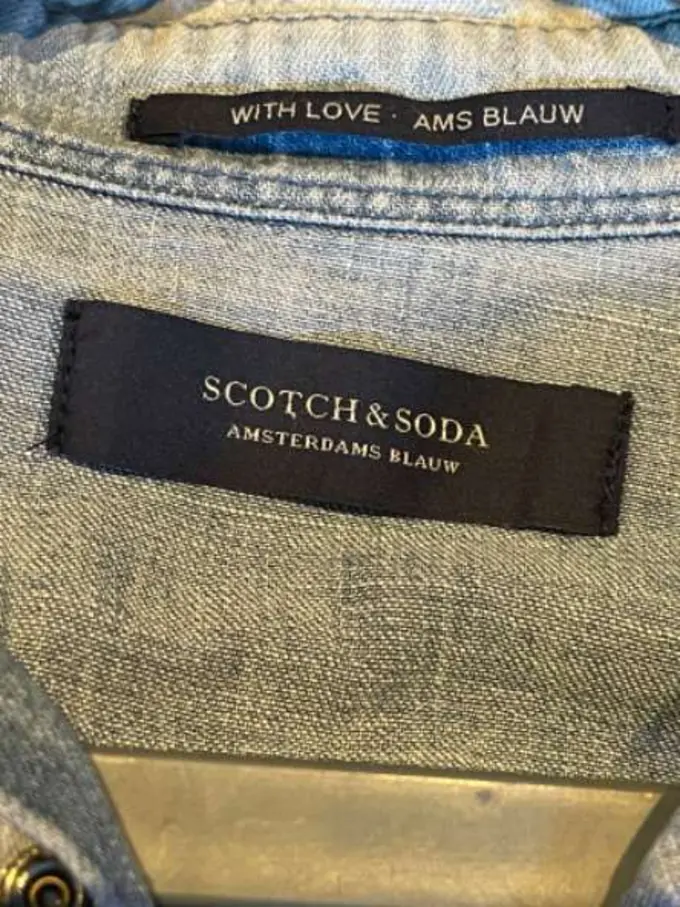 WITH LOVE · AMS BLAUW
SCOTCH & SODA
AMSTERDAMS BLAUW